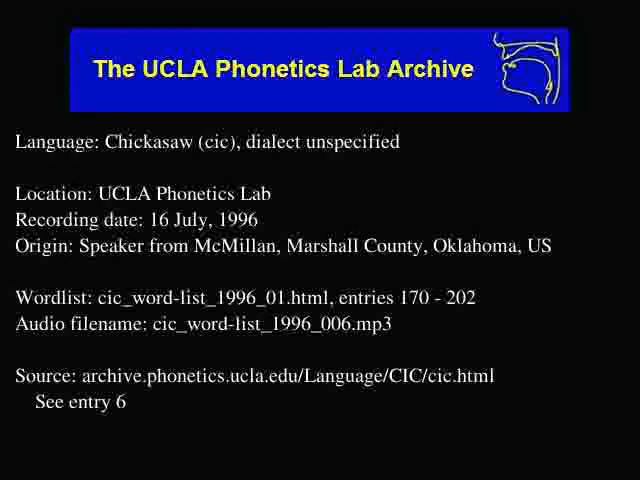 The UCLA Phonetics Lab Archive
Language: Chickasaw (cic), dialect unspecified
Location: UCLA Phonetics Lab
Recording date: 16 July, 1996
Origin: Speaker from McMillan, Marshall County, Oklahoma, US
Wordlist: cic_word-list_1996_01.html, entries 170 - 202
Audio filename: cic_word-list_1996_006.mp3
Source: archive.phonetics.ucla.edu/Language/CIC/cic.html
See entry 6